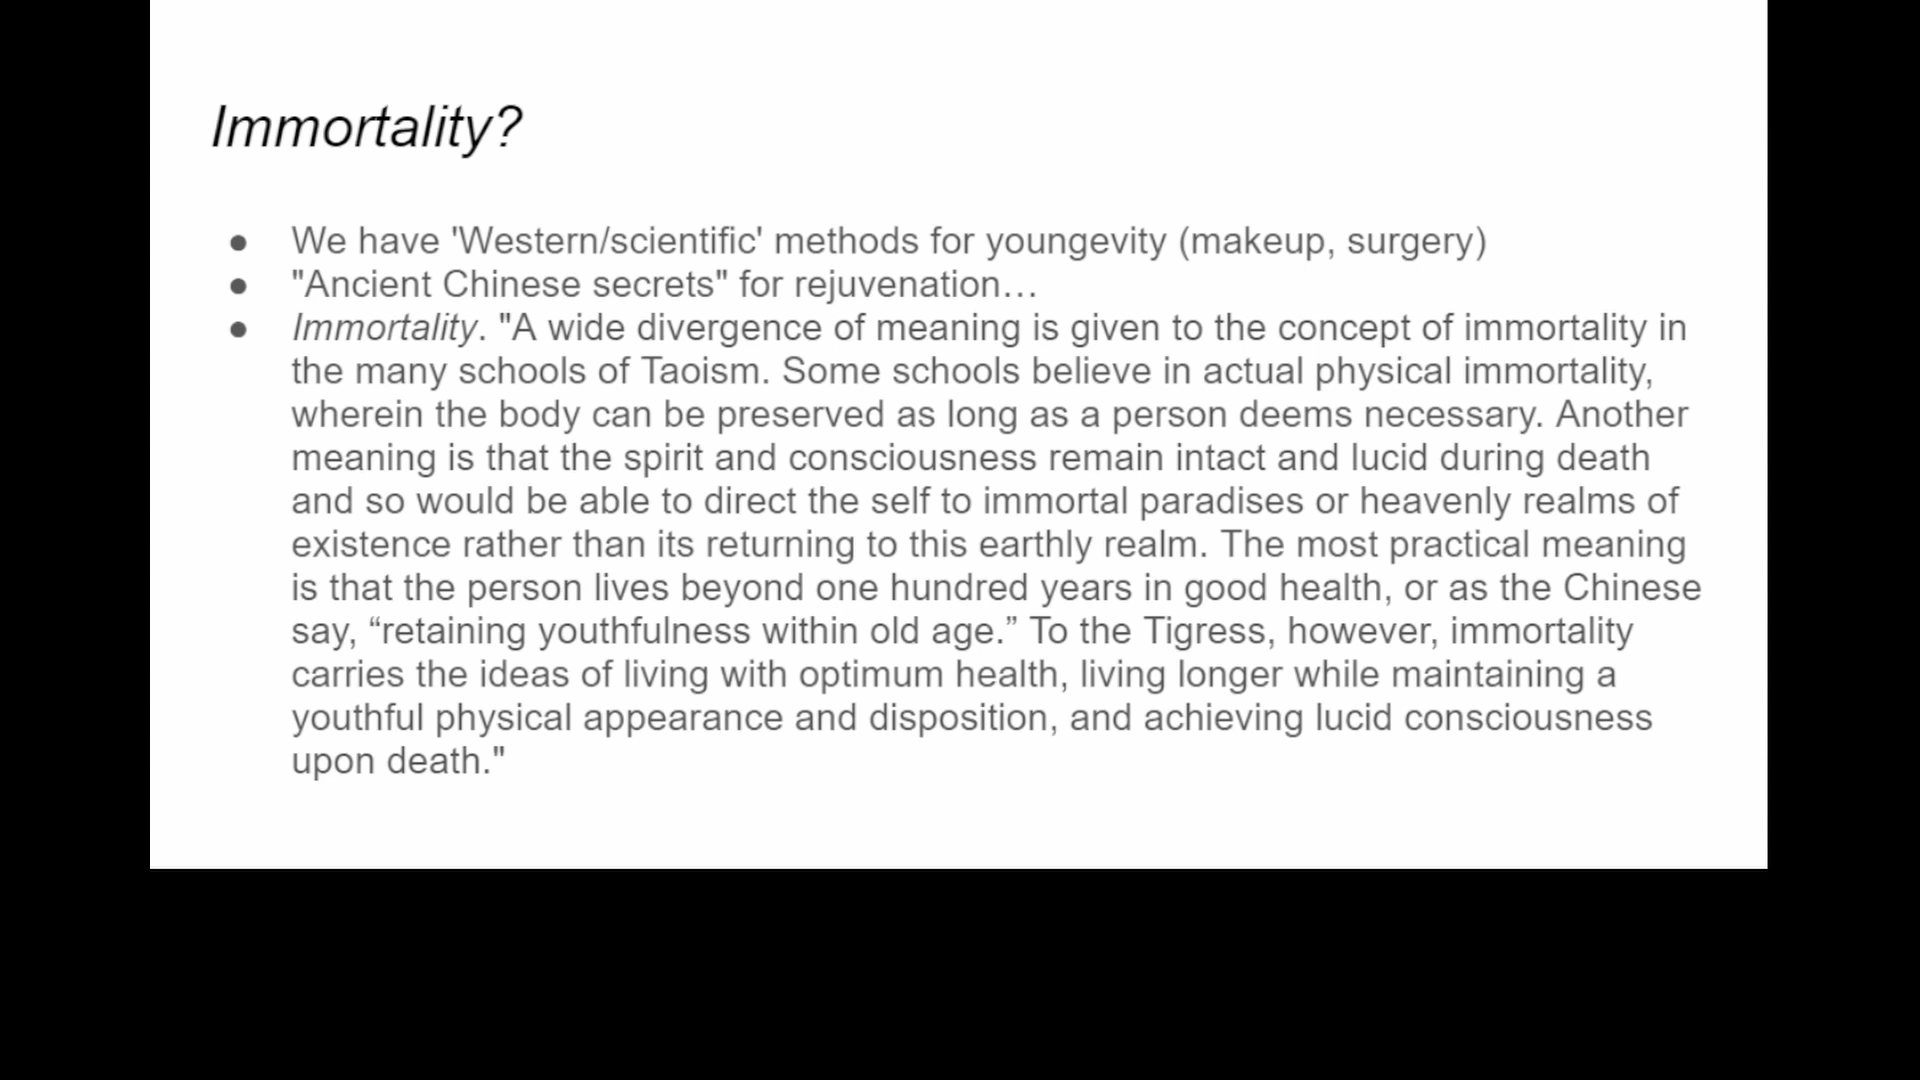 Immortality?
● We have 'Western/scientific' methods for youngevity (makeup, surgery)
● "Ancient Chinese secrets" for rejuvenation…
● Immortality. "A wide divergence of meaning is given to the concept of immortality in
the many schools of Taoism. Some schools believe in actual physical immortality,
wherein the body can be preserved as long as a person deems necessary. Another
meaning is that the spirit and consciousness remain intact and lucid during death
and so would be able to direct the self to immortal paradises or heavenly realms of
existence rather than its returning to this earthly realm. The most practical meaning
is that the person lives beyond one hundred years in good health, or as the Chinese
say, “retaining youthfulness within old age.” To the Tigress, however, immortality
carries the ideas of living with optimum health, living longer while maintaining a
youthful physical appearance and disposition, and achieving lucid consciousness
upon death."